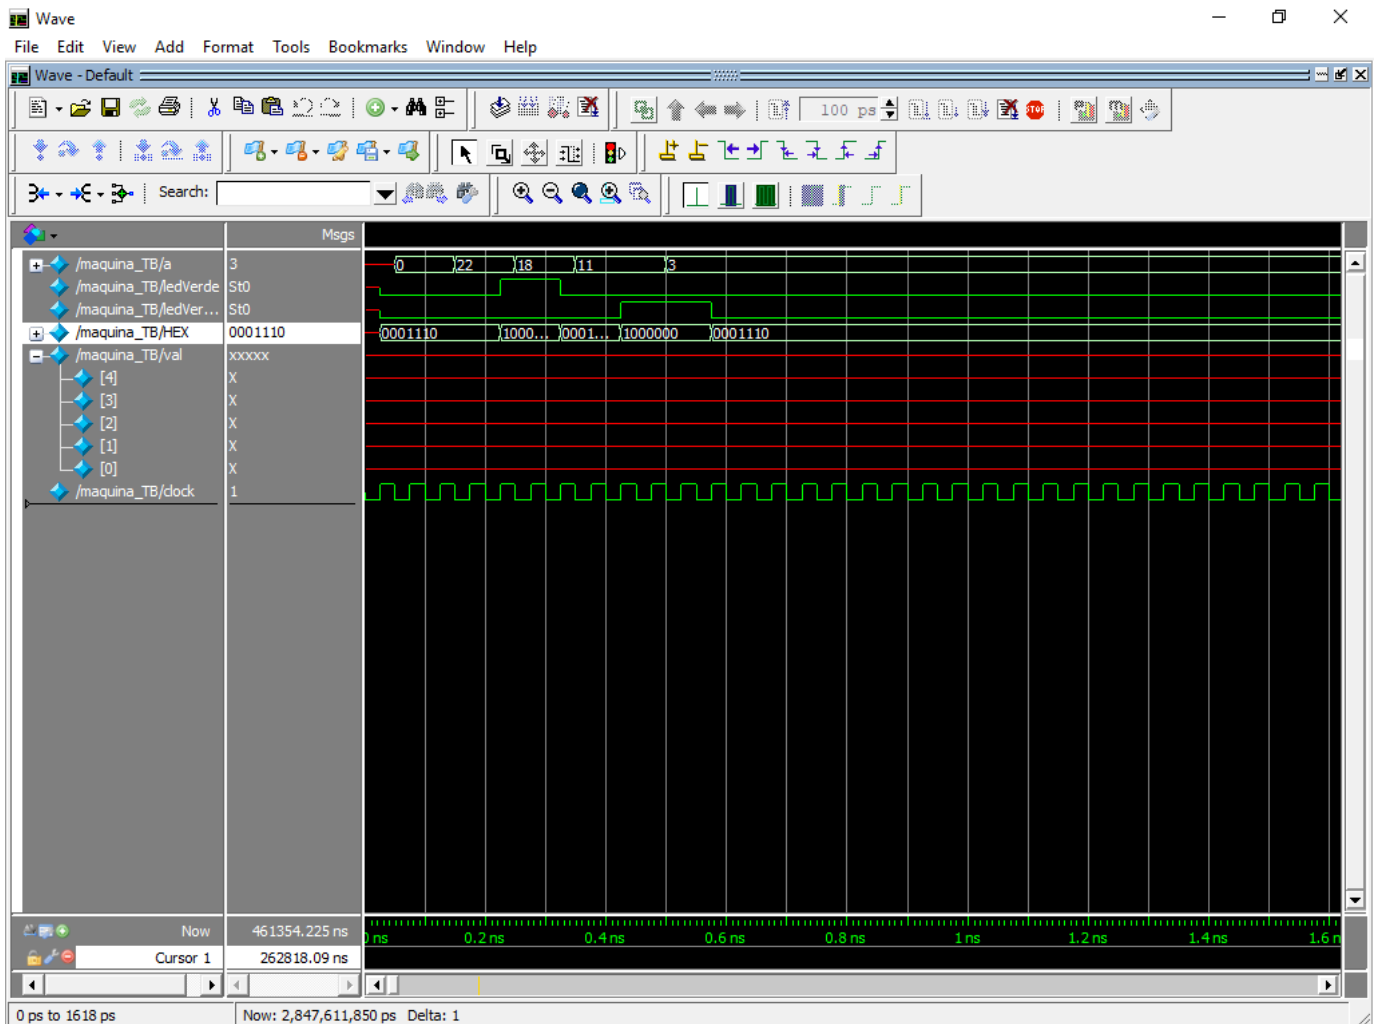 Wave
File Edit View Add Format Tools Bookmarks Window Help
Wave - Default
100 ps
STOP
Search:
Msgs
/maquina_TB/a 3 0 22 18 11 3
/maquina_TB/ledVerde St0
/maquina_TB/ledVer... St0
/maquina_TB/HEX 0001110 0001110 1000... 0001... 1000000 0001110
/maquina_TB/val xxxxx
[4] X
[3] X
[2] X
[1] X
[0] X
/maquina_TB/clock 1
Now 461354.225 ns 0 ns 0.2 ns 0.4 ns 0.6 ns 0.8 ns 1 ns 1.2 ns 1.4 ns 1.6 n
Cursor 1 262818.09 ns
0 ps to 1618 ps Now: 2,847,611,850 ps Delta: 1